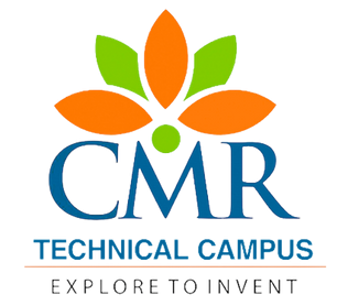 CMR
TECHNICAL CAMPUS
EXPLORE TO INVENT